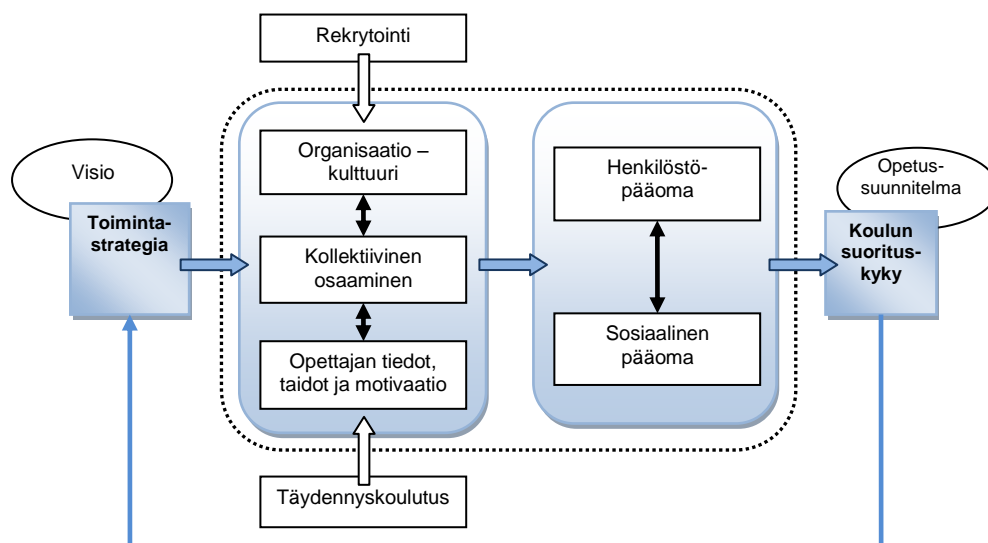 Rekrytointi
Visio
Toiminta-
strategia
Organisaatio –
kulttuuri
Kollektiivinen
osaaminen
Opettajan tiedot,
taidot ja motivaatio
Täydennyskoulutus
Henkilöstö-
pääoma
Sosiaalinen
pääoma
Opetus-
suunnitelma
Koulun
suoritus-
kyky